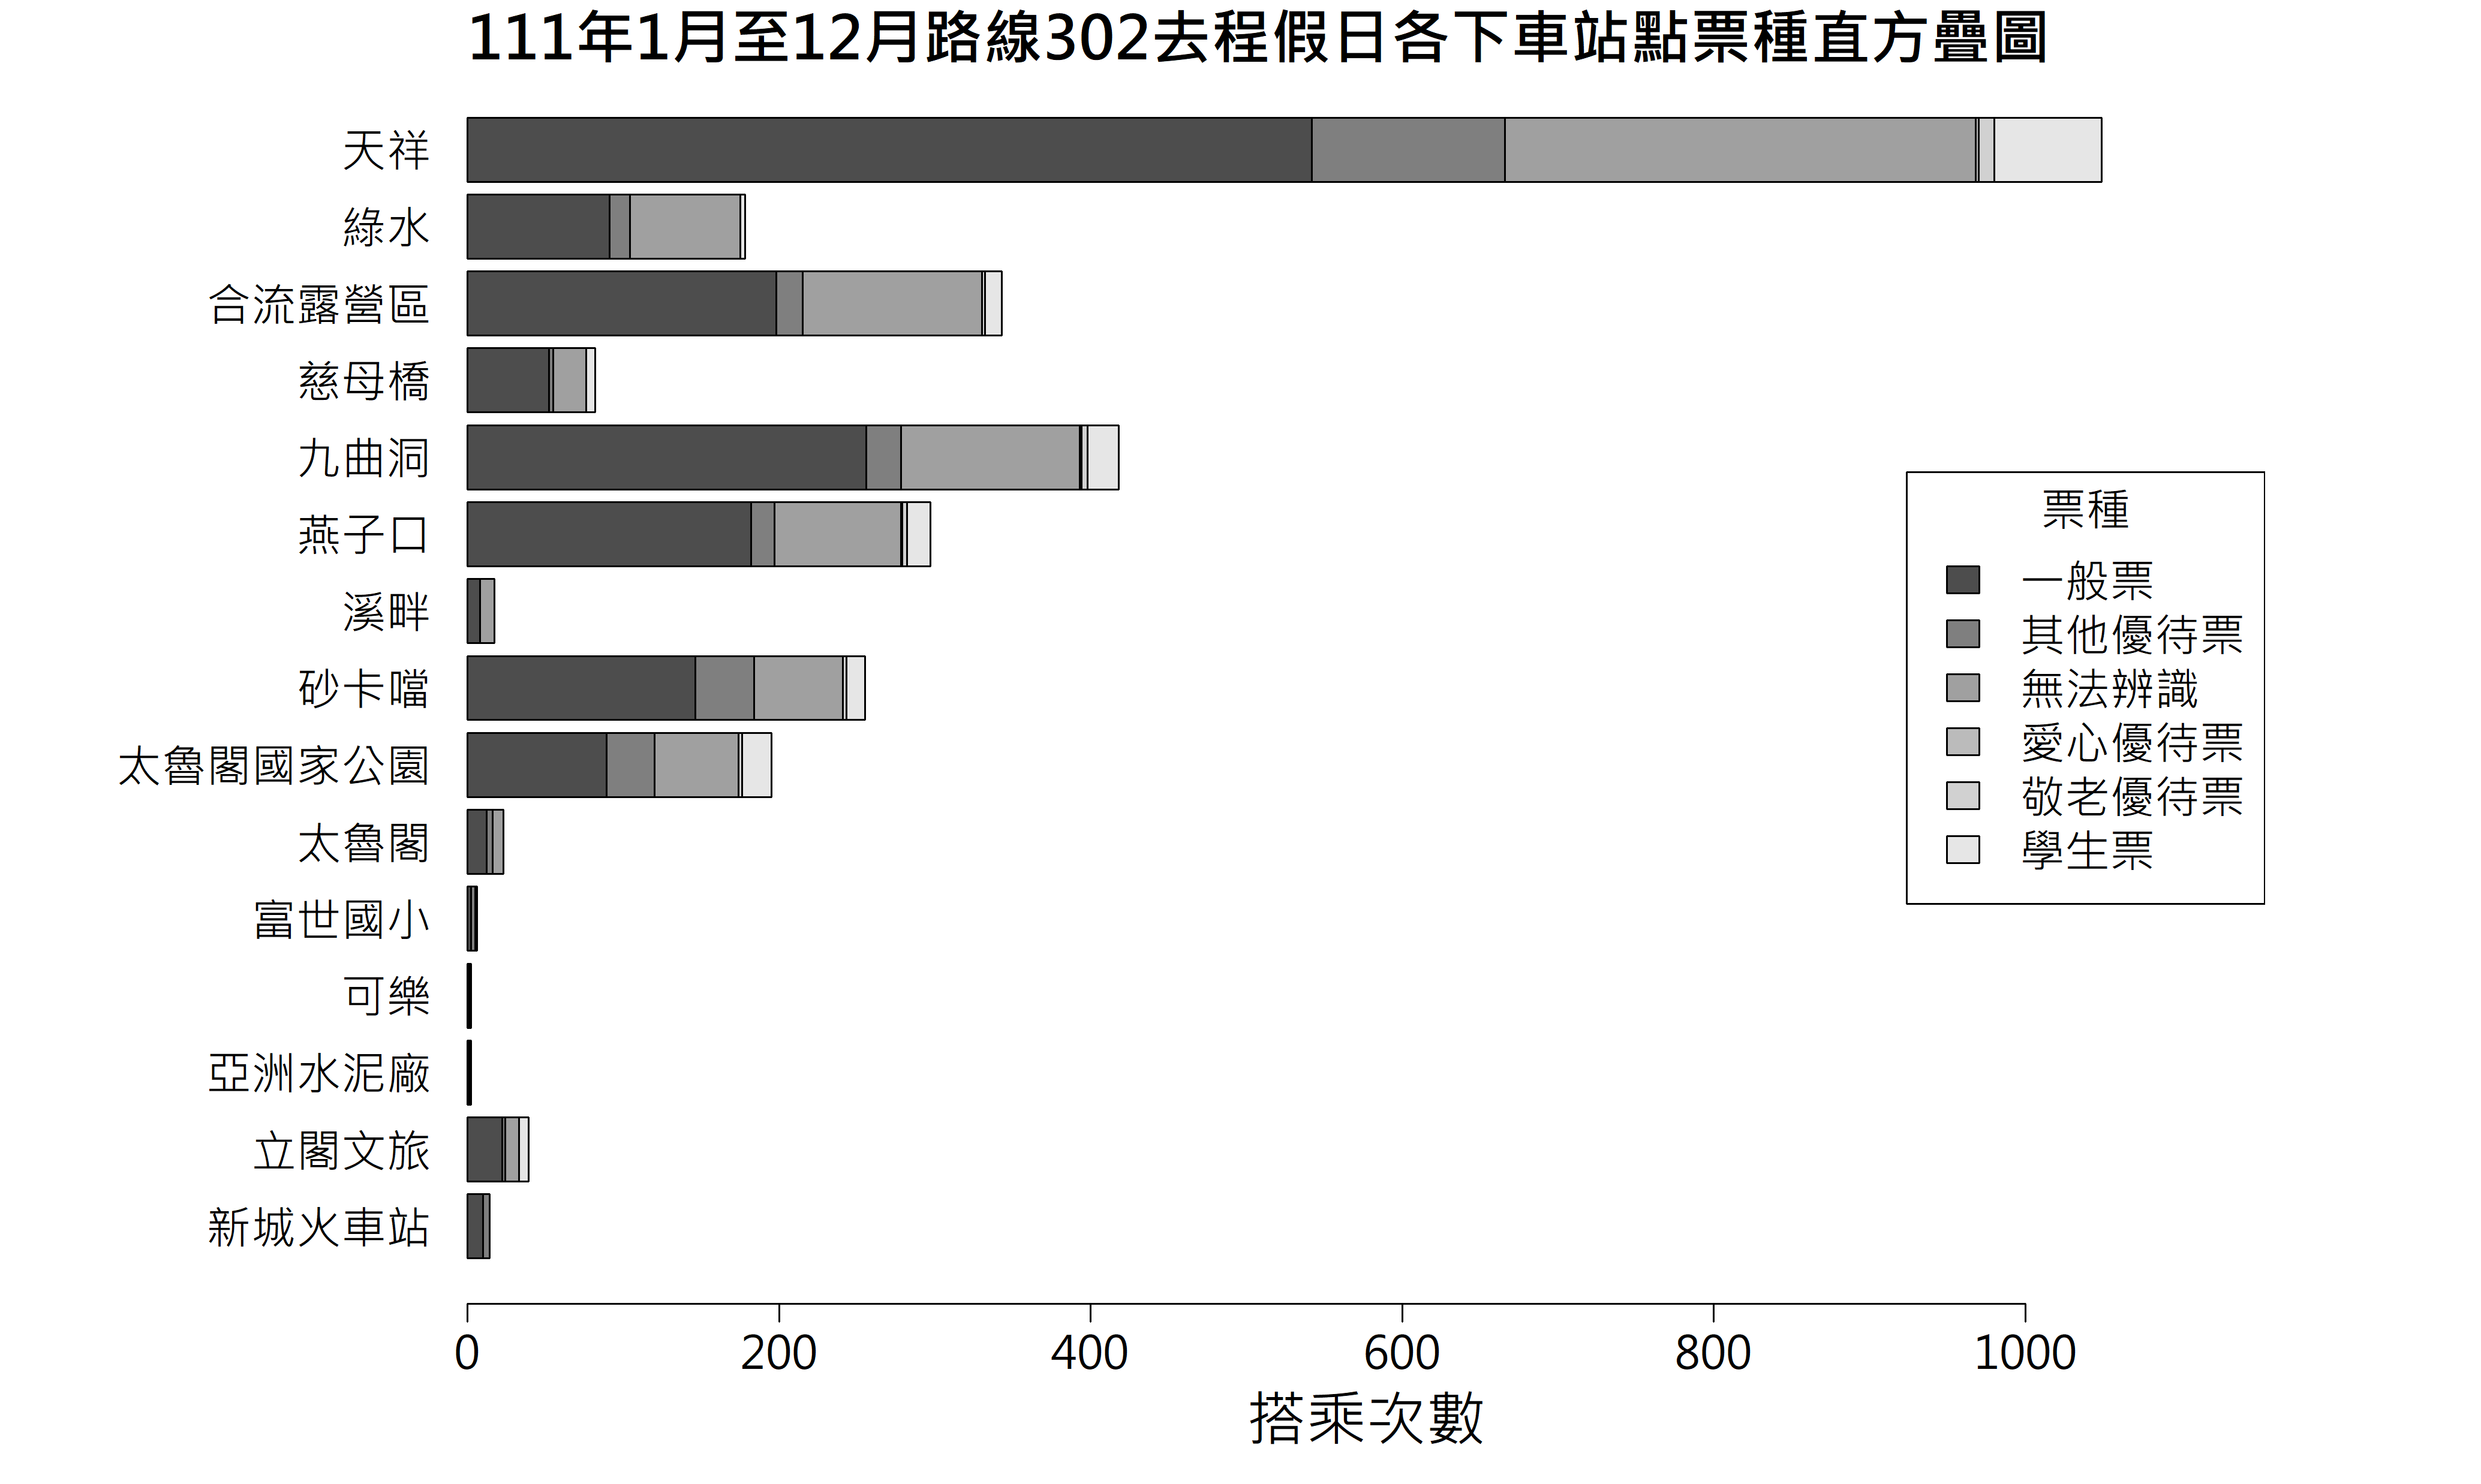 111年1月至12月路線302去程假日各下車站點票種直方疊圖
天祥
綠水
合流露營區
慈母橋
九曲洞
燕子口
溪畔
砂卡噹
太魯閣國家公園
太魯閣
富世國小
可樂
亞洲水泥廠
立閣文旅
新城火車站
票種
一般票
其他優待票
無法辨識
愛心優待票
敬老優待票
學生票
0 200 400 600 800 1000
搭乘次數